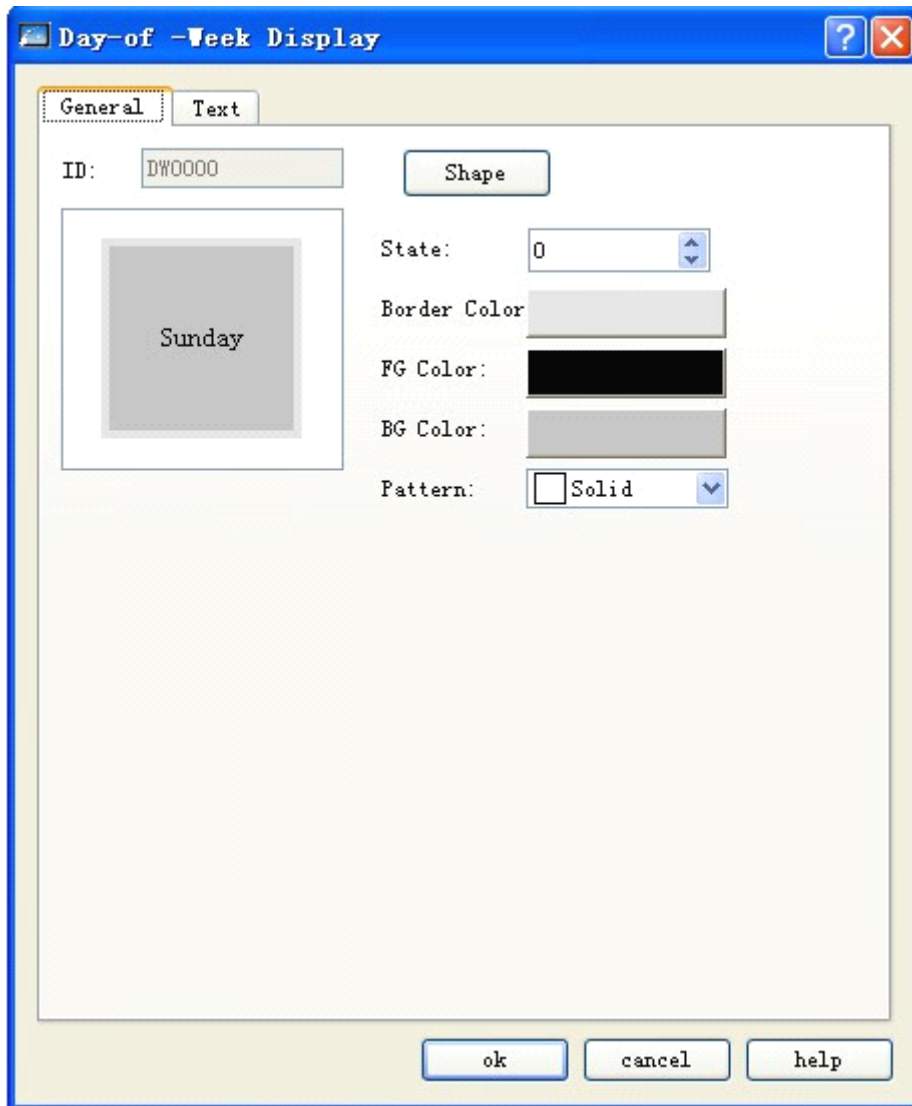 Day-of -Week Display
General Text
ID: DW0000 Shape
State: 0
Sunday
Border Color
FG Color:
BG Color:
Pattern: Solid
ok cancel help